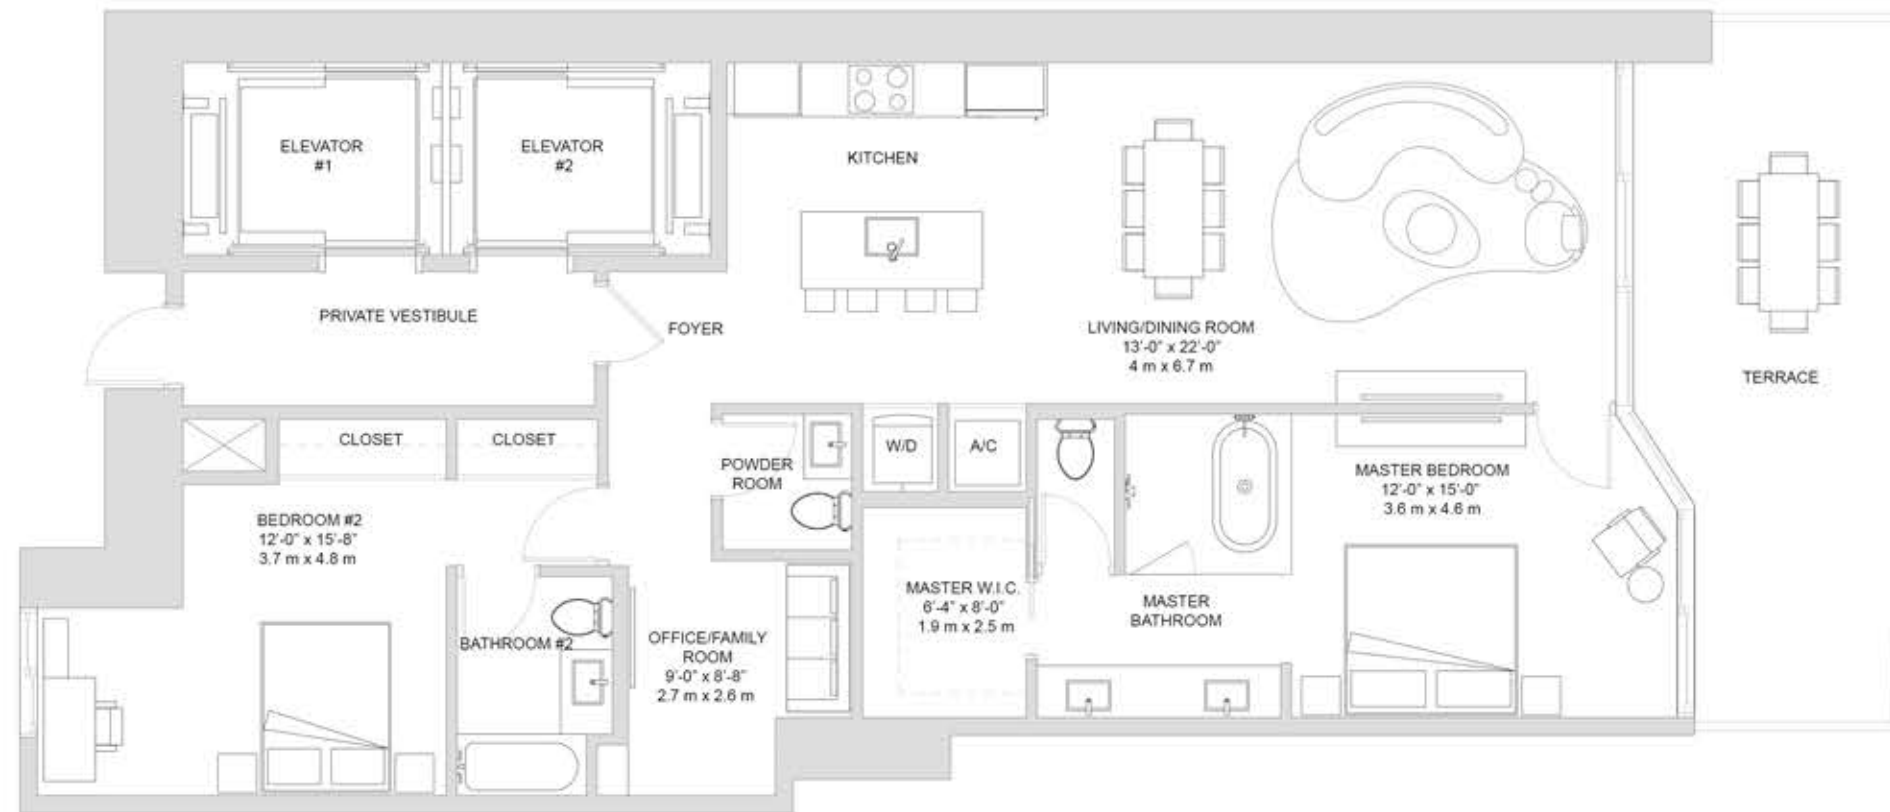 ELEVATOR
#1
ELEVATOR
#2
KITCHEN
PRIVATE VESTIBULE
FOYER
LIVING/DINING ROOM
13'-0" x 22'-0"
4 m x 6.7 m
TERRACE
CLOSET
CLOSET
POWDER
ROOM
W/D
A/C
MASTER BEDROOM
12'-0" x 15'-0"
3.6 m x 4.6 m
BEDROOM #2
12'-0" x 15'-8"
3.7 m x 4.8 m
MASTER W.I.C.
6'-4" x 8'-0"
1.9 m x 2.5 m
MASTER
BATHROOM
BATHROOM #2
OFFICE/FAMILY
ROOM
9'-0" x 8'-8"
2.7 m x 2.6 m